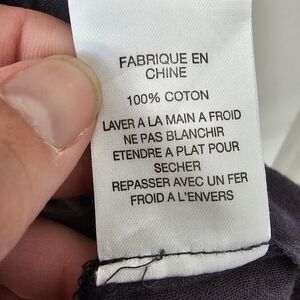 FABRIQUE EN
CHINE
100% COTON
LAVER A LA MAIN A FROID
NE PAS BLANCHIR
ETENDRE A PLAT POUR
SECHER
REPASSER AVEC UN FER
FROID A L'ENVERS